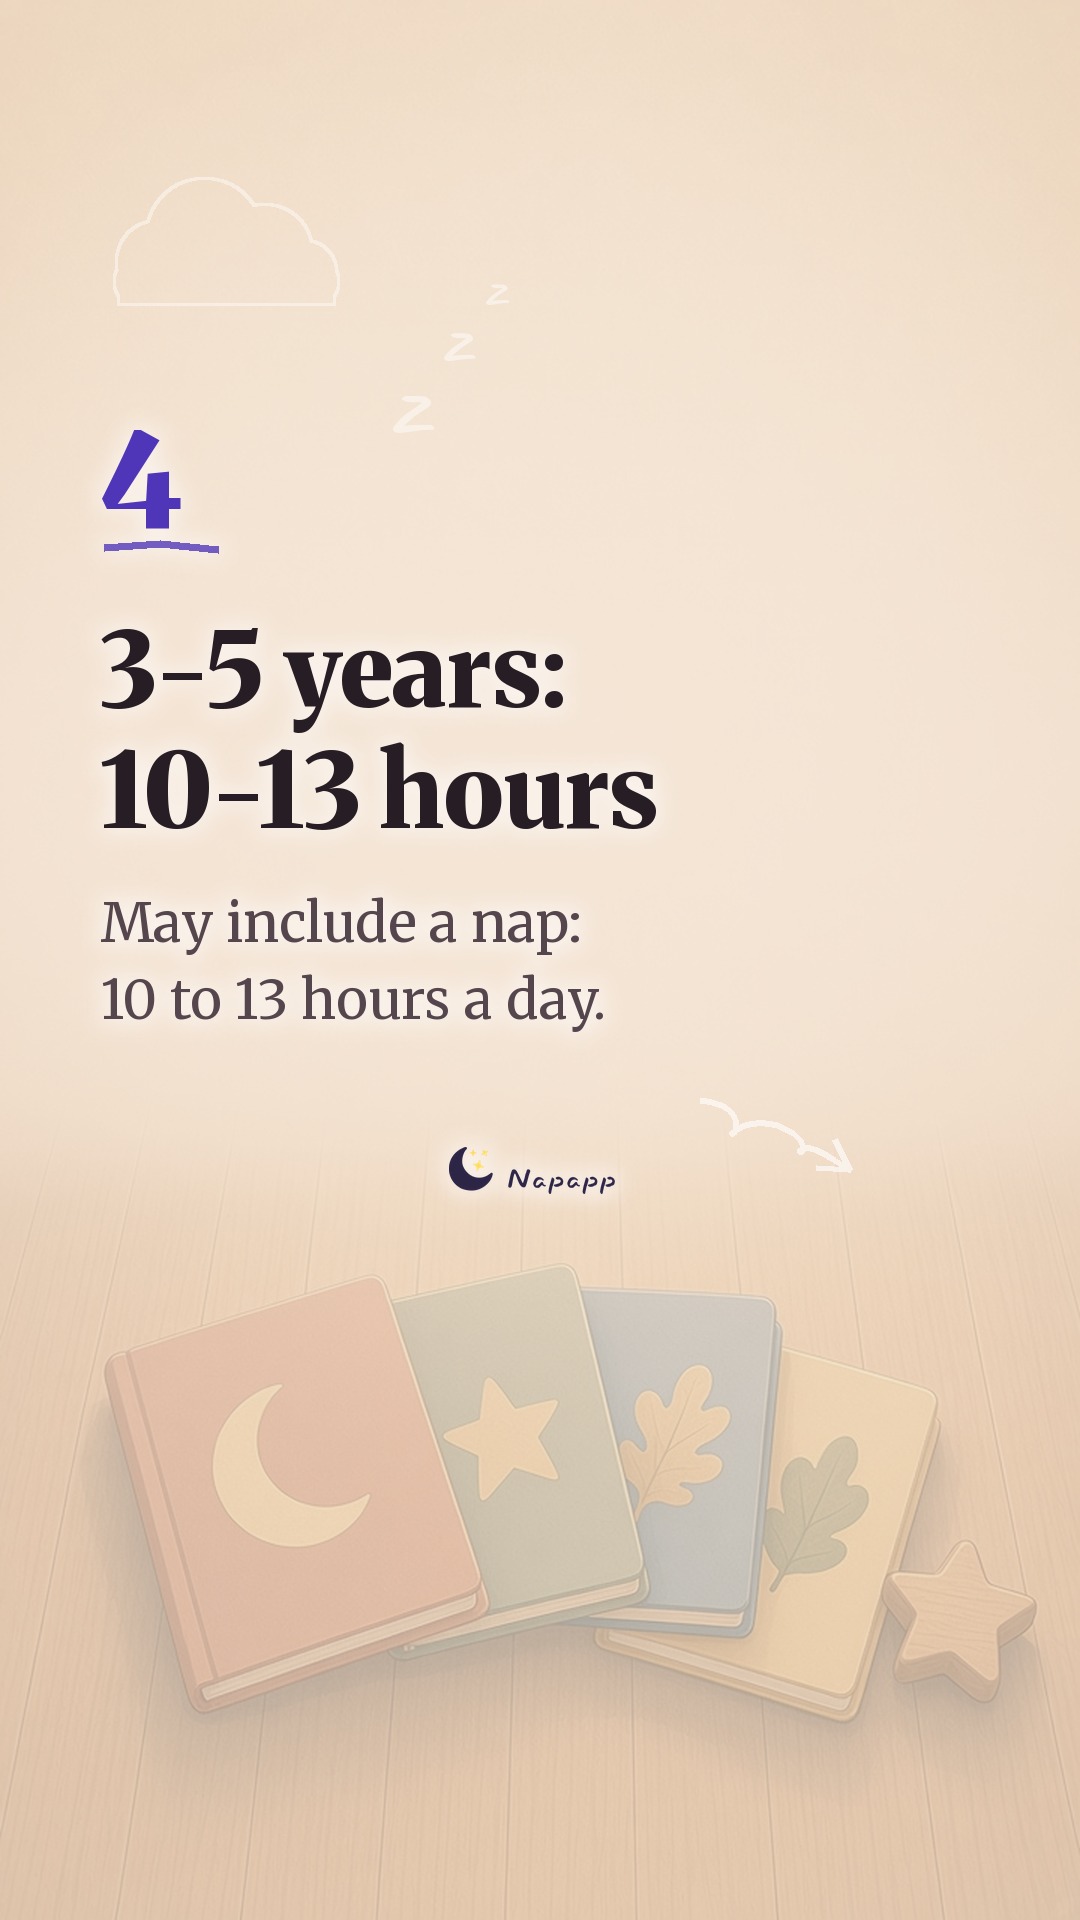 z
z
z
4
3-5 years:
10-13 hours
May include a nap:
10 to 13 hours a day.
Napapp